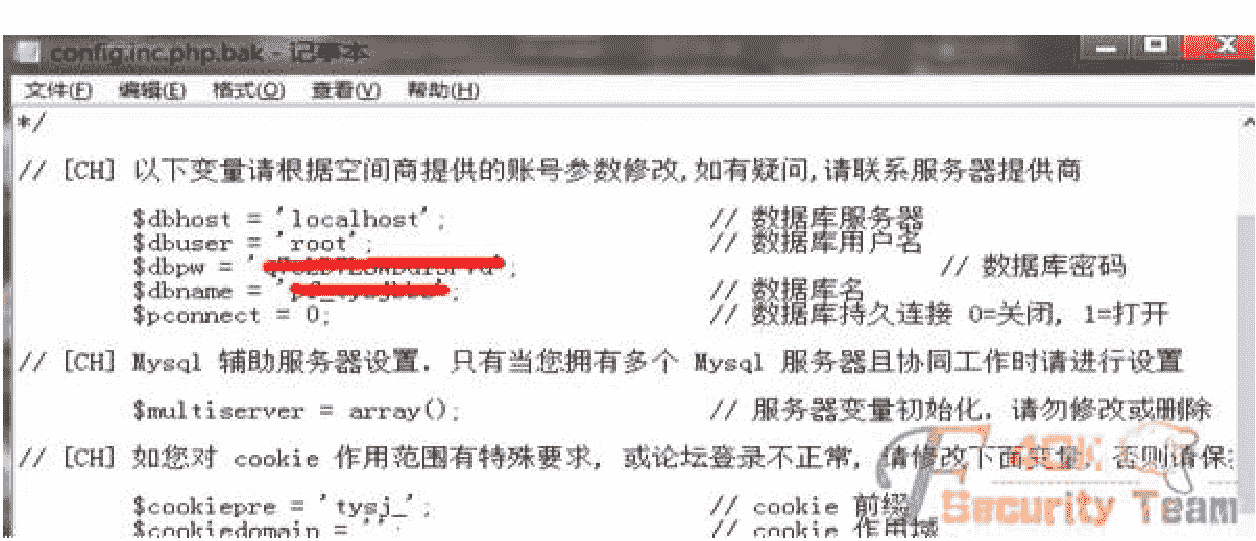 config.inc.php.bak - 记事本
文件(F) 编辑(E) 格式(O) 查看(V) 帮助(H)
*/
// [CH] 以下变量请根据空间商提供的账号参数修改,如有疑问,请联系服务器提供商
$dbhost = 'localhost'; // 数据库服务器
$dbuser = 'root'; // 数据库用户名
$dbpw = ' '; // 数据库密码
$dbname = ' '; // 数据库名
$pconnect = 0; // 数据库持久连接 0=关闭, 1=打开
// [CH] Mysql 辅助服务器设置. 只有当您拥有多个 Mysql 服务器且协同工作时请进行设置
$multiserver = array(); // 服务器变量初始化, 请勿修改或删除
// [CH] 如您对 cookie 作用范围有特殊要求, 或论坛登录不正常, 请修改下面变量, 否则请保
$cookiepre = 'tysj_'; // cookie 前缀
$cookiedomain = ''; // cookie 作用域
Security Team